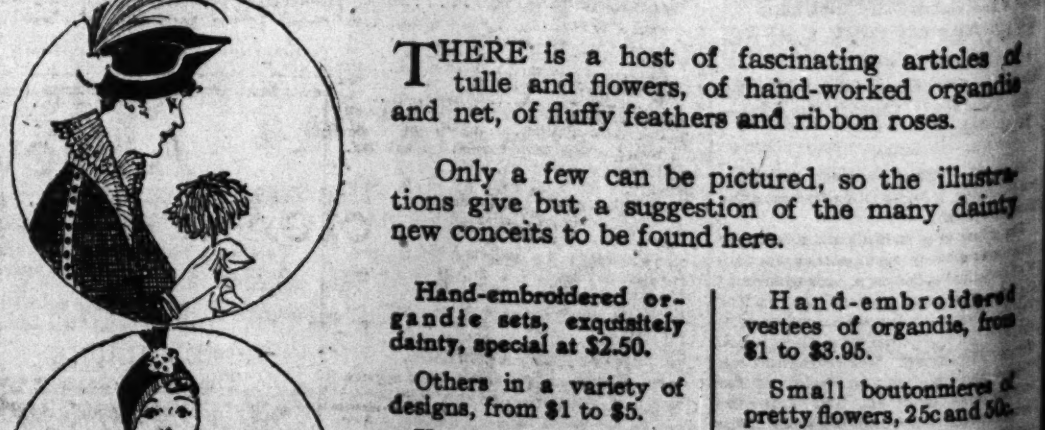 THERE is a host of fascinating articles of
tulle and flowers, of hand-worked organdie
and net, of fluffy feathers and ribbon roses.
Only a few can be pictured, so the illustra-
tions give but a suggestion of the many dainty
new conceits to be found here.
Hand-embroidered or-
gandie sets, exquisitely
dainty, special at $2.50.
Others in a variety of
designs, from $1 to $5.
Hand-embroidered
vestees of organdie, from
$1 to $3.95.
Small boutonnieres of
pretty flowers, 25c and 50c.